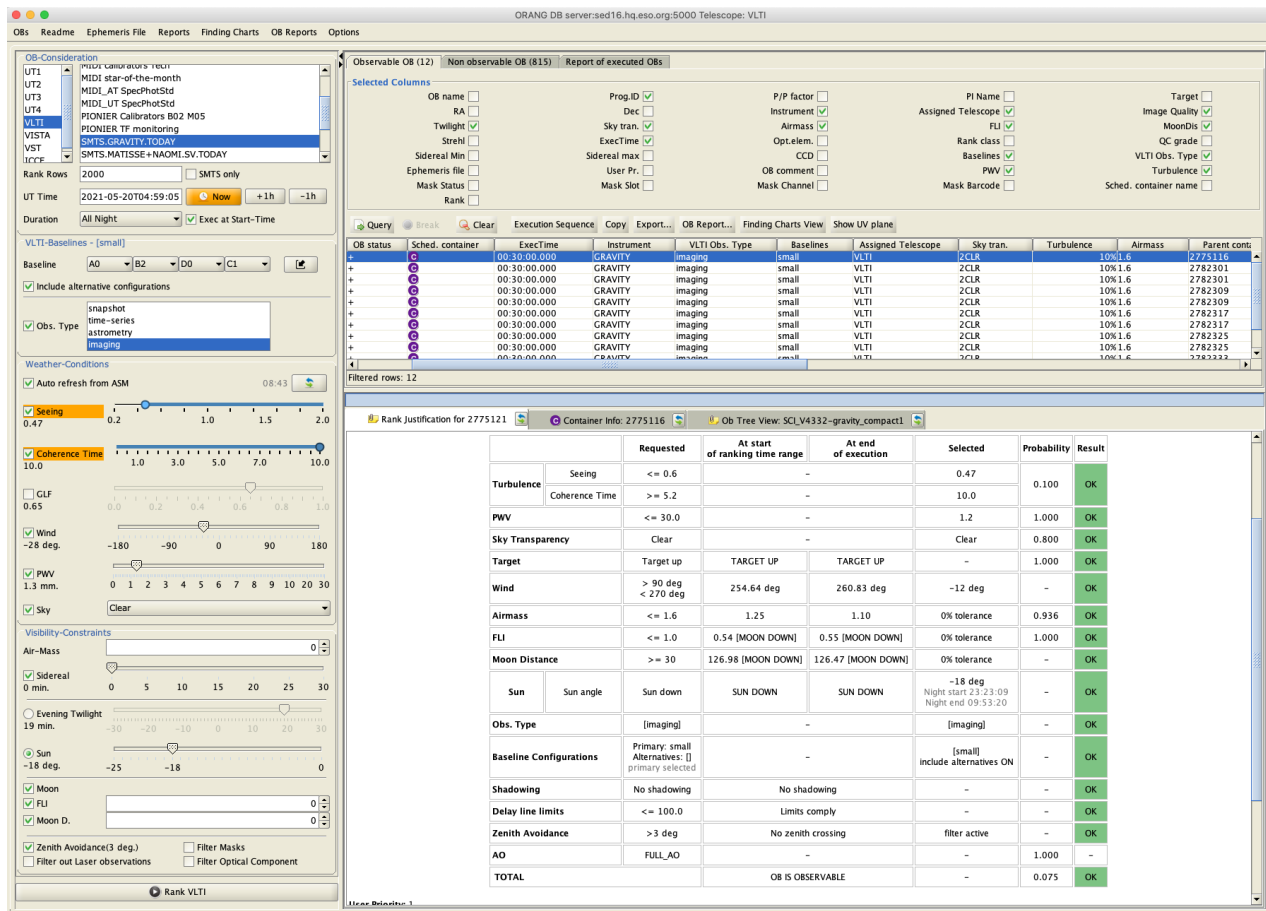 ORANG DB server:sed16.hq.eso.org:5000 Telescope: VLTI
OBs Readme Ephemeris File Reports Finding Charts OB Reports Options
OB-Consideration
UT1
UT2
UT3
UT4
VLTI
VISTA
VST
MIDI calibrators Tech
MIDI star-of-the-month
MIDI_AT SpecPhotStd
MIDI_UT SpecPhotStd
PIONIER Calibrators B02 M05
PIONIER TF monitoring
SMTS.GRAVITY.TODAY
SMTS.MATISSE+NAOMI.SV.TODAY
Rank Rows 2000 SMTS only
UT Time 2021-05-20T04:59:05 Now +1h -1h
Duration All Night Exec at Start-Time
VLTI-Baselines - [small]
Baseline A0 B2 D0 C1
Include alternative configurations
Obs. Type
snapshot
time-series
astrometry
imaging
Weather-Conditions
Auto refresh from ASM 08:43
Seeing
0.47 0.2 1.0 1.5 2.0
Coherence Time
10.0 1.0 3.0 5.0 7.0 10.0
GLF
0.65 0.0 0.2 0.4 0.6 0.8 1.0
Wind
-28 deg. -180 -90 0 90 180
PWV
1.3 mm. 0 1 2 3 4 5 6 7 8 9 10 20 30
Sky Clear
Visibility-Constraints
Air-Mass 0
Sidereal
0 min. 0 5 10 15 20 25 30
Evening Twilight
19 min. -30 -20 -10 0 10 20 30
Sun
-18 deg. -25 -18 0
Moon
FLI 0
Moon D. 0
Zenith Avoidance(3 deg.) Filter Masks
Filter out Laser observations Filter Optical Component
Rank VLTI
Observable OB (12) Non observable OB (815) Report of executed OBs
Selected Columns
OB name Prog.ID P/P factor PI Name Target
RA Dec Instrument Assigned Telescope Image Quality
Twilight Sky tran. Airmass FLI MoonDis
Strehl ExecTime Opt.elem. Rank class QC grade
Sidereal Min Sidereal max CCD Baselines VLTI Obs. Type
Ephemeris file User Pr. OB comment PWV Turbulence
Mask Status Mask Slot Mask Channel Mask Barcode Sched. container name
Rank
Query Break Clear Execution Sequence Copy Export... OB Report... Finding Charts View Show UV plane
OB status Sched. container ExecTime Instrument VLTI Obs. Type Baselines Assigned Telescope Sky tran. Turbulence Airmass Parent conta
+ C 00:30:00.000 GRAVITY imaging small VLTI 2CLR 10% 1.6 2775116
+ C 00:30:00.000 GRAVITY imaging small VLTI 2CLR 10% 1.6 2782301
+ C 00:30:00.000 GRAVITY imaging small VLTI 2CLR 10% 1.6 2782301
+ C 00:30:00.000 GRAVITY imaging small VLTI 2CLR 10% 1.6 2782309
+ C 00:30:00.000 GRAVITY imaging small VLTI 2CLR 10% 1.6 2782309
+ C 00:30:00.000 GRAVITY imaging small VLTI 2CLR 10% 1.6 2782317
+ C 00:30:00.000 GRAVITY imaging small VLTI 2CLR 10% 1.6 2782317
+ C 00:30:00.000 GRAVITY imaging small VLTI 2CLR 10% 1.6 2782325
+ C 00:30:00.000 GRAVITY imaging small VLTI 2CLR 10% 1.6 2782325
+ C 00:30:00.000 GRAVITY imaging small VLTI 2CLR 10% 1.6 2782333
Filtered rows: 12
Rank Justification for 2775121 C Container Info: 2775116 Ob Tree View: SCI_V4332-gravity_compact1
Requested At start of ranking time range At end of execution Selected Probability Result
Turbulence Seeing <= 0.6 - 0.47 0.100 OK
Coherence Time >= 5.2 - 10.0
PWV <= 30.0 - 1.2 1.000 OK
Sky Transparency Clear - Clear 0.800 OK
Target Target up TARGET UP TARGET UP - 1.000 OK
Wind > 90 deg < 270 deg 254.64 deg 260.83 deg -12 deg - OK
Airmass <= 1.6 1.25 1.10 0% tolerance 0.936 OK
FLI <= 1.0 0.54 [MOON DOWN] 0.55 [MOON DOWN] 0% tolerance 1.000 OK
Moon Distance >= 30 126.98 [MOON DOWN] 126.47 [MOON DOWN] 0% tolerance - OK
Sun Sun angle Sun down SUN DOWN SUN DOWN -18 deg Night start 23:23:09 Night end 09:53:20 - OK
Obs. Type [imaging] - [imaging] - OK
Baseline Configurations Primary: small Alternatives: [] primary selected - [small] include alternatives ON - OK
Shadowing No shadowing No shadowing - - OK
Delay line limits <= 100.0 Limits comply - - OK
Zenith Avoidance >3 deg No zenith crossing filter active - OK
AO FULL_AO - - 1.000 -
TOTAL OB IS OBSERVABLE - 0.075 OK
User Priority: 1